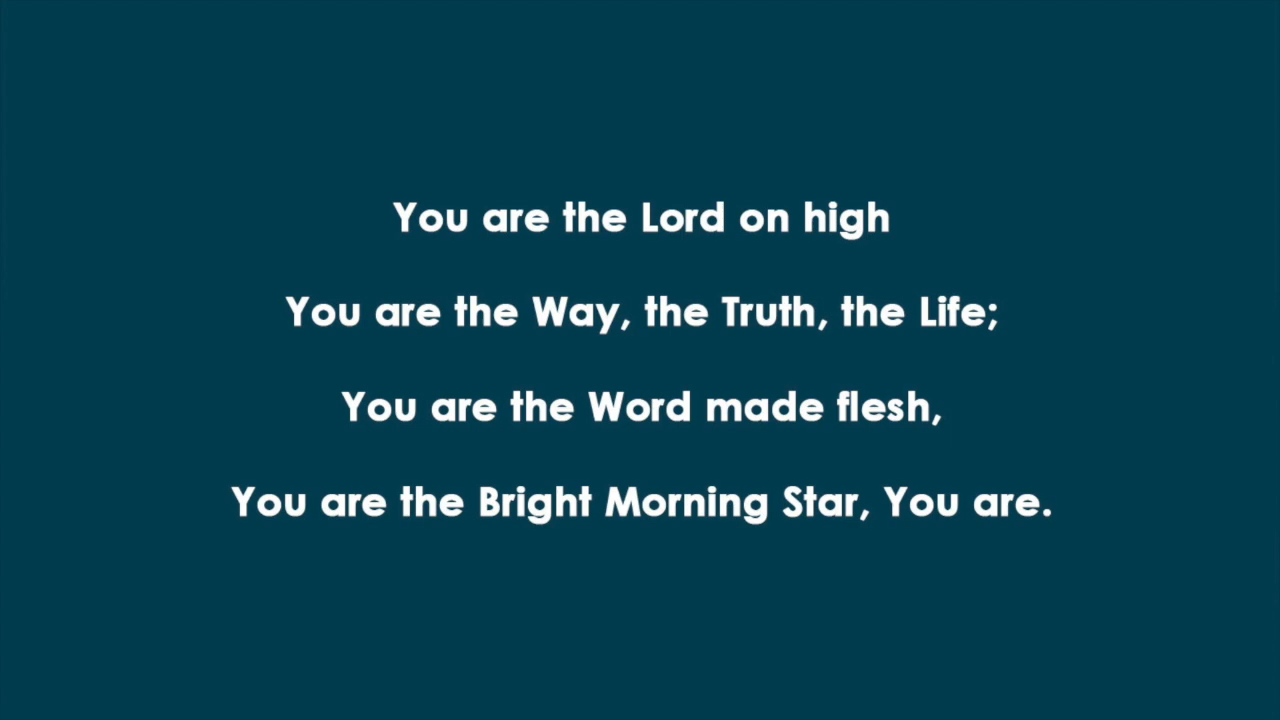 You are the Lord on high
You are the Way, the Truth, the Life;
You are the Word made flesh,
You are the Bright Morning Star, You are.